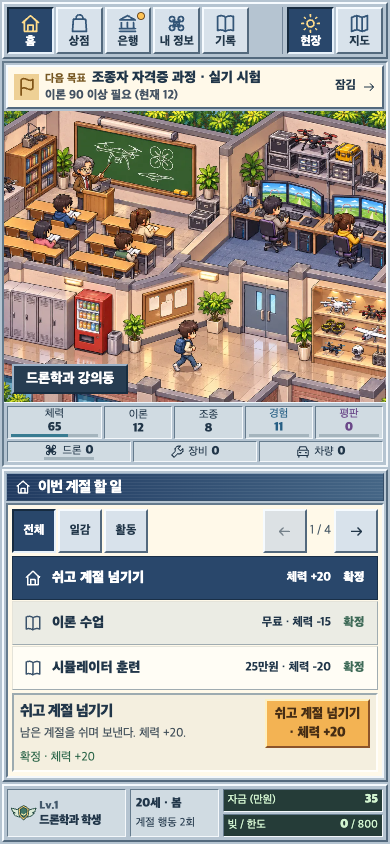 홈
상점
은행
내 정보
기록
현장
지도
다음 목표 조종자 자격증 과정 · 실기 시험
이론 90 이상 필요 (현재 12)
잠김 →
드론학과 강의동
체력 65
이론 12
조종 8
경험 11
평판 0
드론 0
장비 0
차량 0
이번 계절 할 일
전체
일감
활동
← 1 / 4 →
쉬고 계절 넘기기 체력 +20 확정
이론 수업 무료 · 체력 -15 확정
시뮬레이터 훈련 25만원 · 체력 -20 확정
쉬고 계절 넘기기
남은 계절을 쉬며 보낸다. 체력 +20.
확정 · 체력 +20
쉬고 계절 넘기기
· 체력 +20
Lv.1
드론학과 학생
20세 · 봄
계절 행동 2회
자금 (만원) 35
빚 / 한도 0 / 800